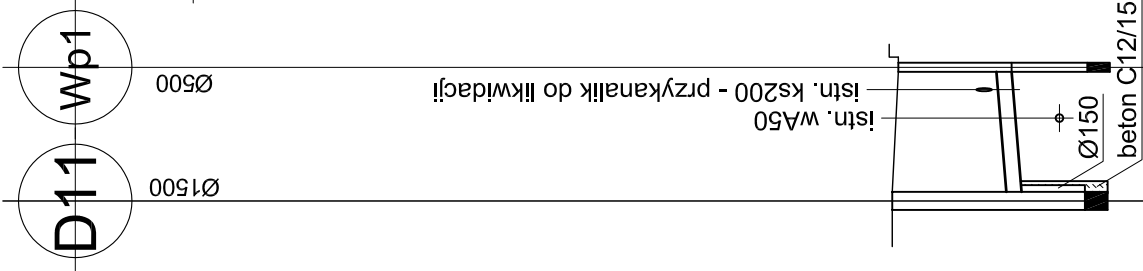 Wp1
Ø500
D11
Ø1500
istn. ks200 - przykanalik do likwidacji
istn. wA50
Ø150
beton C12/15